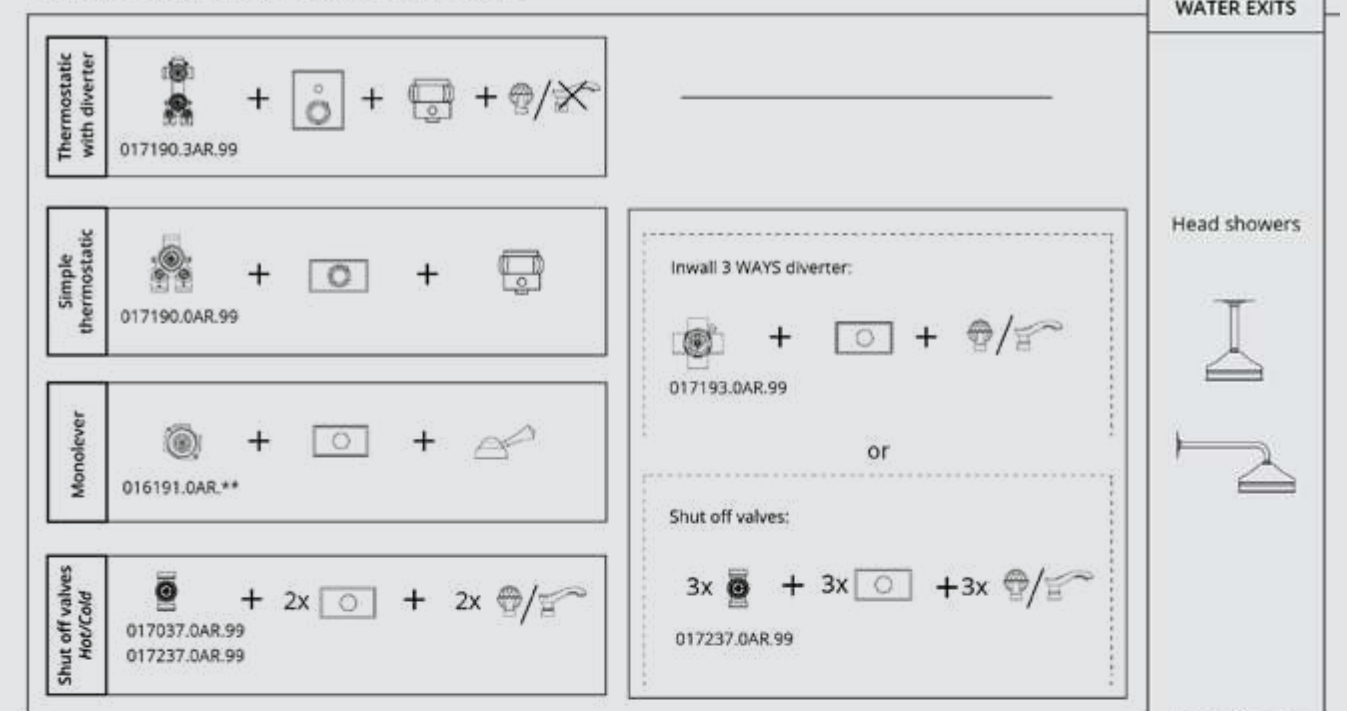 WATER EXITS
Thermostatic
with diverter
+ + + /
017190.3AR.99
Simple
thermostatic
+ +
017190.0AR.99
Monolever
+ +
016191.0AR.**
Shut off valves
Hot/Cold
+ 2x + 2x /
017037.0AR.99
017237.0AR.99
Inwall 3 WAYS diverter:
+ + /
017193.0AR.99
or
Shut off valves:
3x + 3x +3x /
017237.0AR.99
Head showers